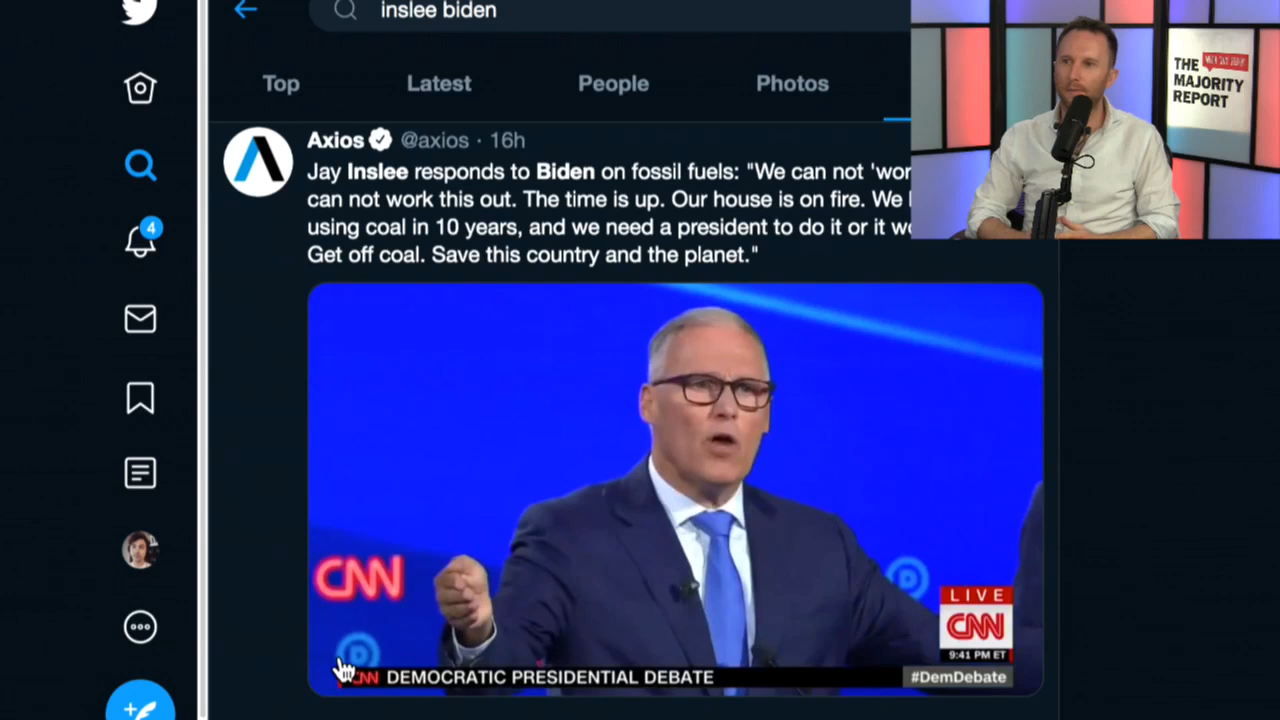 inslee biden
Top Latest People Photos
Axios @axios · 16h
Jay Inslee responds to Biden on fossil fuels: "We can not
can not work this out. The time is up. Our house is on fire. We
using coal in 10 years, and we need a president to do it or it
Get off coal. Save this country and the planet."
4
THE
MAJORITY
REPORT
CNN
LIVE
CNN
9:41 PM ET
CNN DEMOCRATIC PRESIDENTIAL DEBATE
#DemDebate